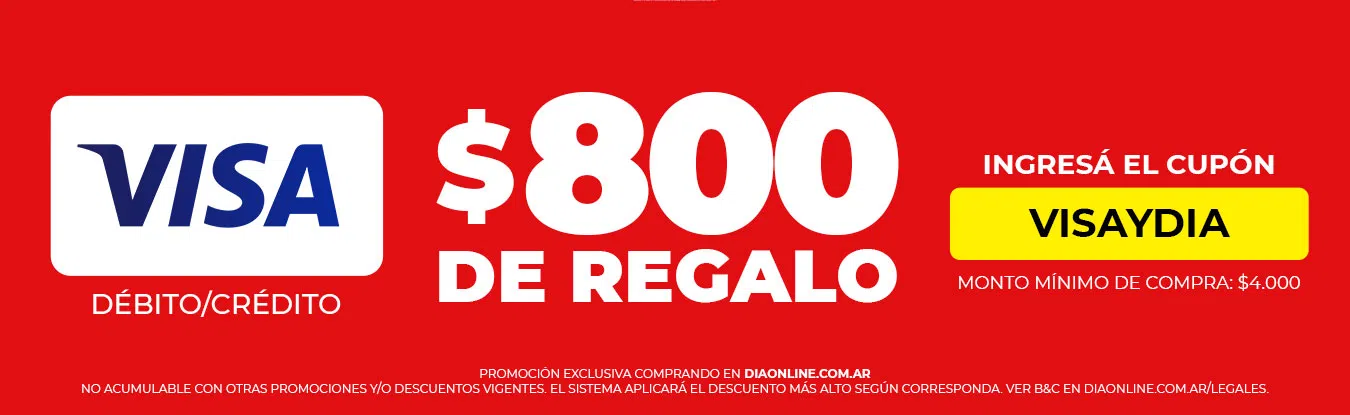 VISA
DÉBITO/CRÉDITO
$800
DE REGALO
INGRESÁ EL CUPÓN
VISAYDIA
MONTO MÍNIMO DE COMPRA: $4.000
PROMOCIÓN EXCLUSIVA COMPRANDO EN DIAONLINE.COM.AR
NO ACUMULABLE CON OTRAS PROMOCIONES Y/O DESCUENTOS VIGENTES. EL SISTEMA APLICARÁ EL DESCUENTO MÁS ALTO SEGÚN CORRESPONDA. VER B&C EN DIAONLINE.COM.AR/LEGALES.